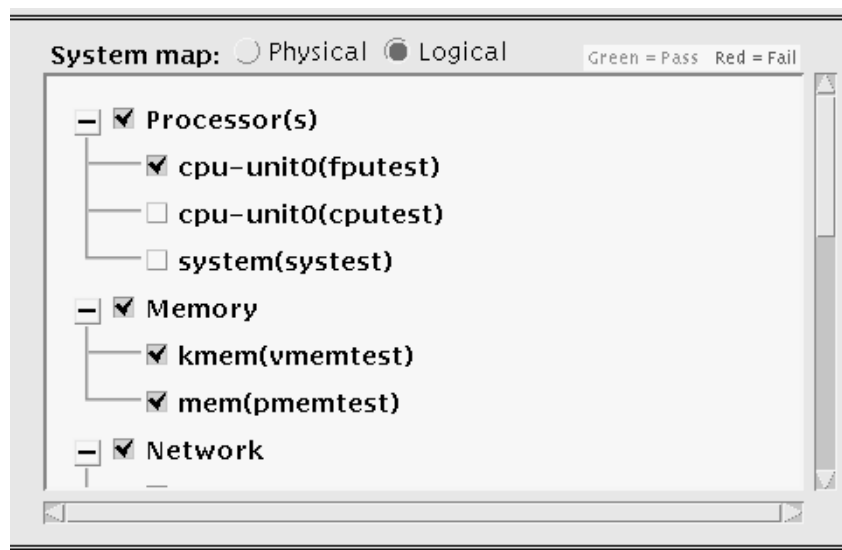 System map: Physical Logical Green = Pass Red = Fail
Processor(s)
cpu-unit0(fputest)
cpu-unit0(cputest)
system(systest)
Memory
kmem(vmemtest)
mem(pmemtest)
Network